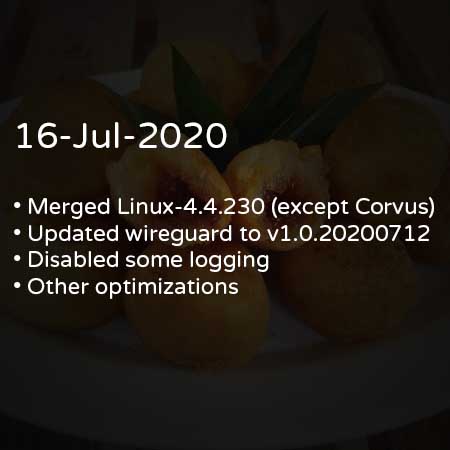 16-Jul-2020
• Merged Linux-4.4.230 (except Corvus)
• Updated wireguard to v1.0.20200712
• Disabled some logging
• Other optimizations